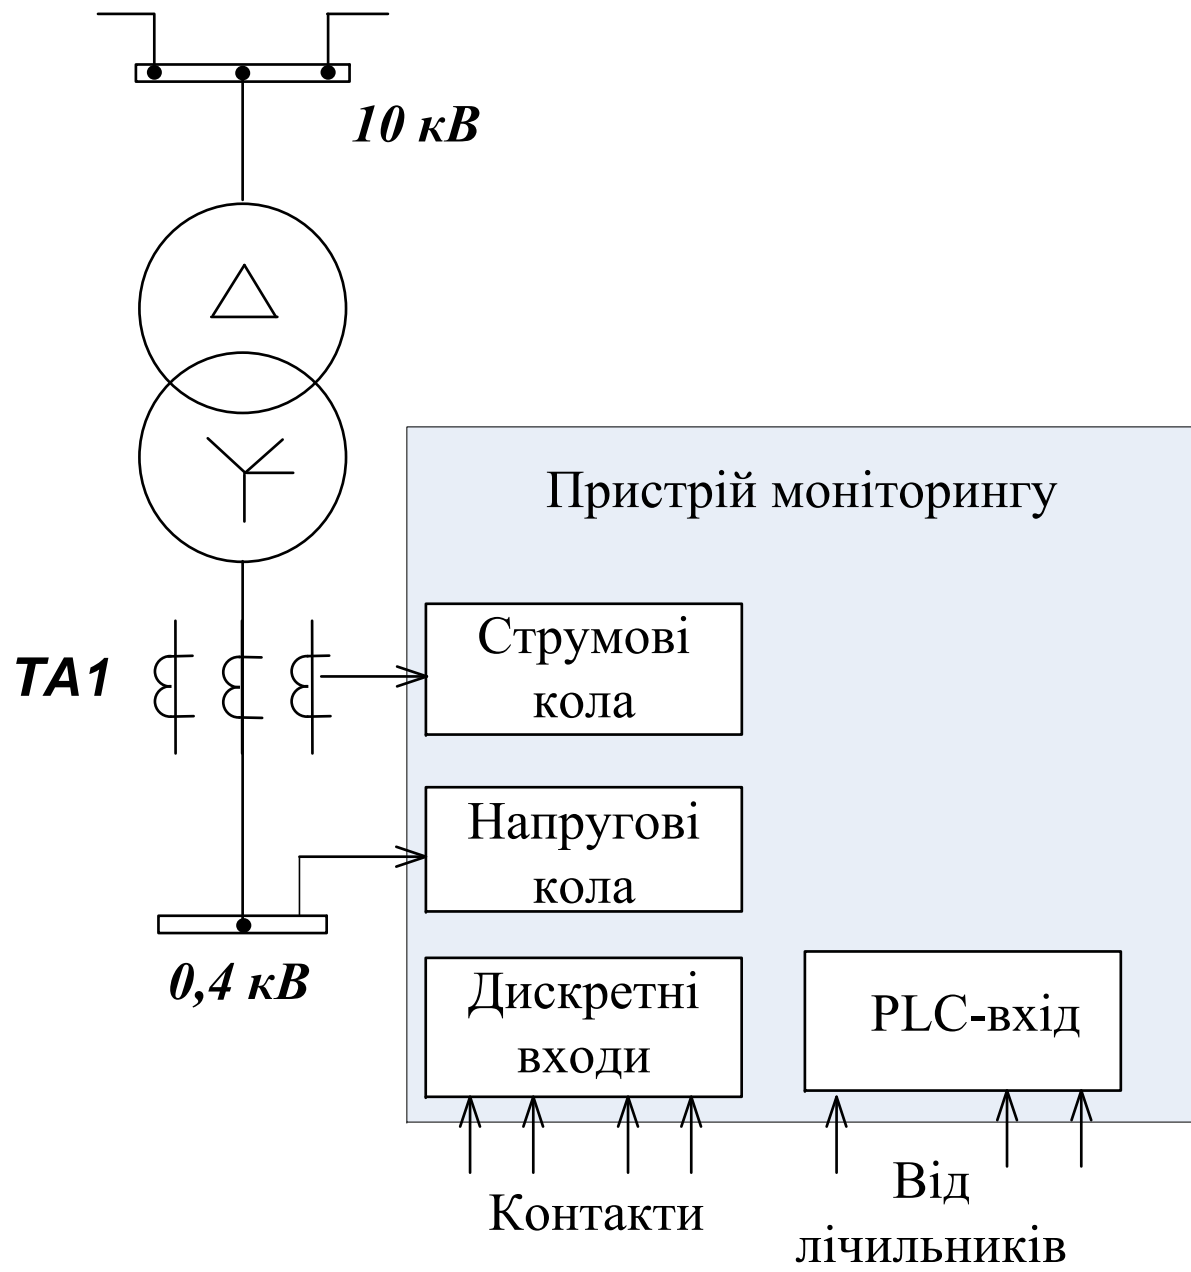 10 кВ
Пристрій моніторингу
Струмові
кола
ТА1
Напругові
кола
0,4 кВ
Дискретні
входи
PLC-вхід
Контакти
Від
лічильників